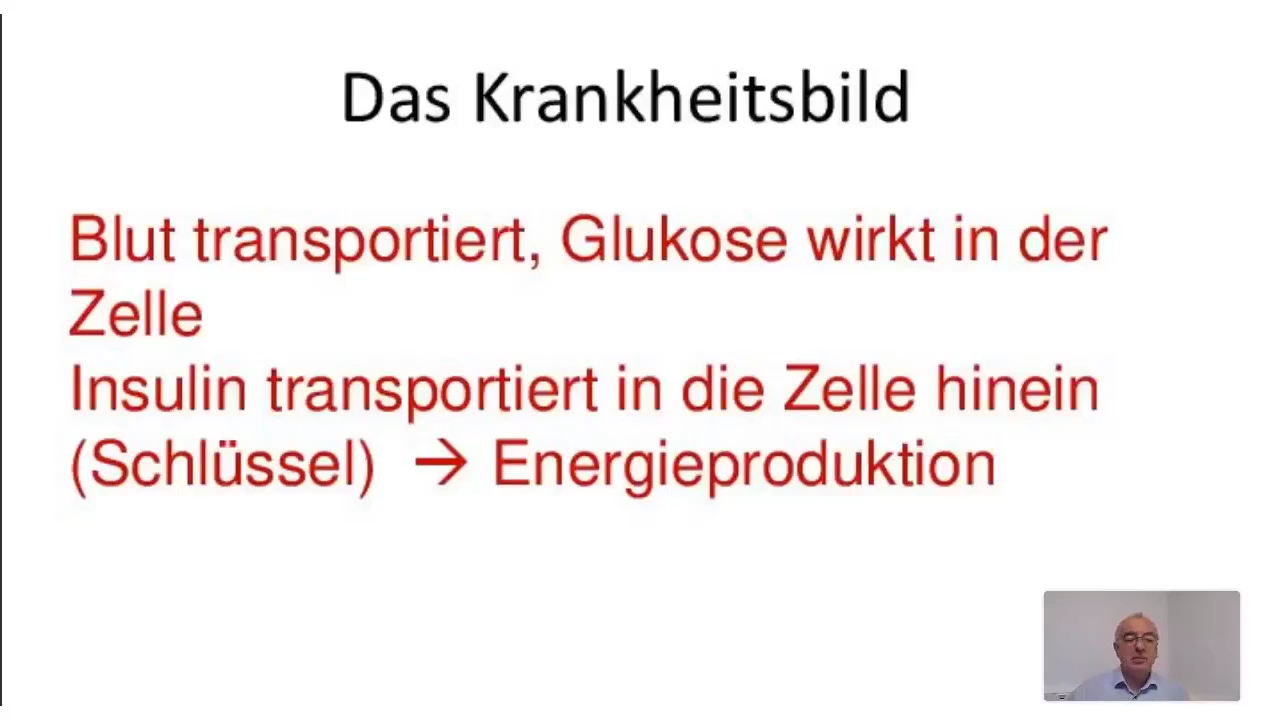 Das Krankheitsbild
Blut transportiert, Glukose wirkt in der
Zelle
Insulin transportiert in die Zelle hinein
(Schlüssel) → Energieproduktion